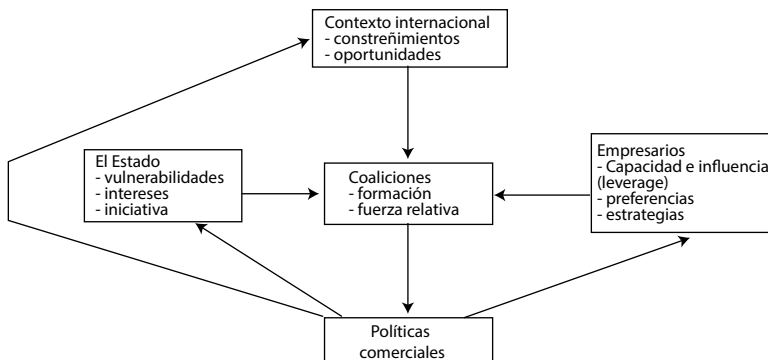 Contexto internacional
- constreñimientos
- oportunidades
El Estado
- vulnerabilidades
- intereses
- iniciativa
Coaliciones
- formación
- fuerza relativa
Empresarios
- Capacidad e influencia
(leverage)
- preferencias
- estrategias
Políticas
comerciales